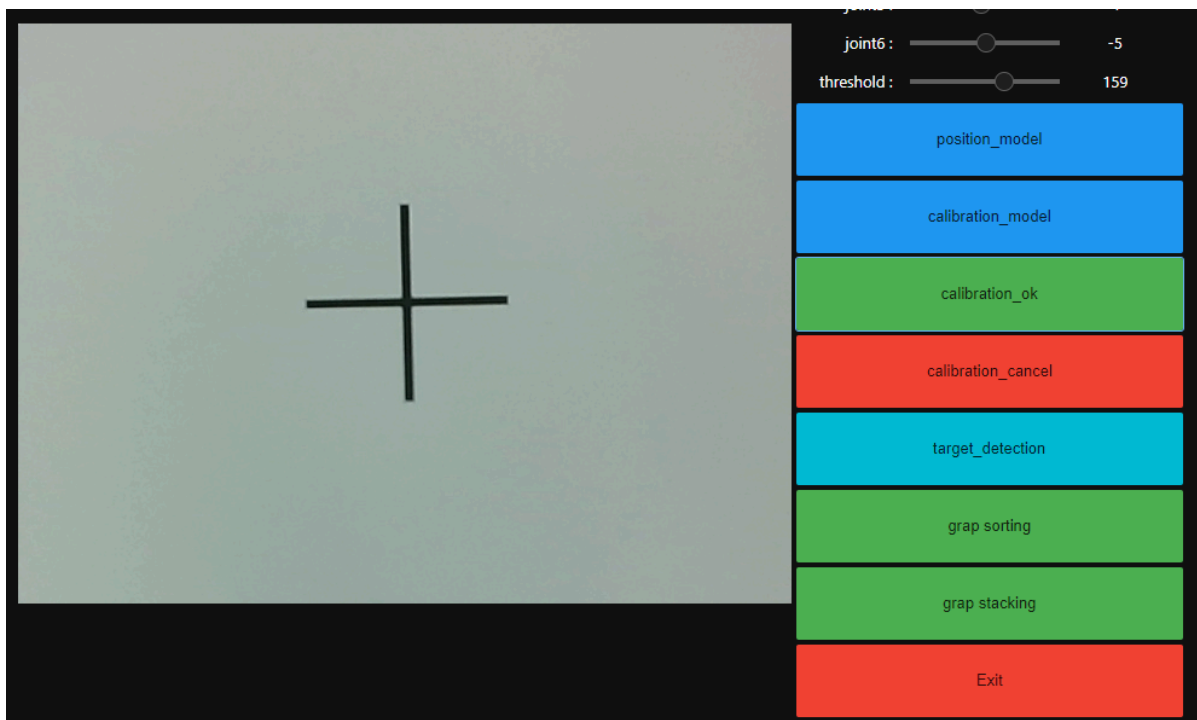 joint6 : -5
threshold : 159
position_model
calibration_model
calibration_ok
calibration_cancel
target_detection
grap sorting
grap stacking
Exit